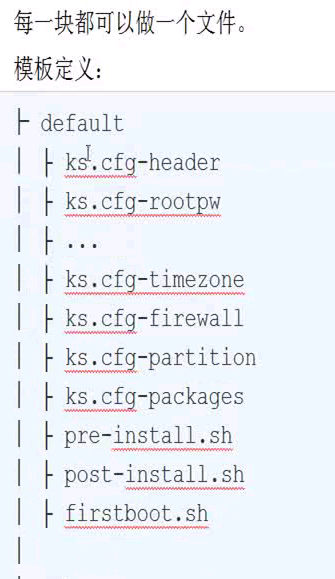 每一块都可以做一个文件。
模板定义：
├ default
│ ├ ks.cfg-header
│ ├ ks.cfg-rootpw
│ ├ ...
│ ├ ks.cfg-timezone
│ ├ ks.cfg-firewall
│ ├ ks.cfg-partition
│ ├ ks.cfg-packages
│ ├ pre-install.sh
│ ├ post-install.sh
│ ├ firstboot.sh
│